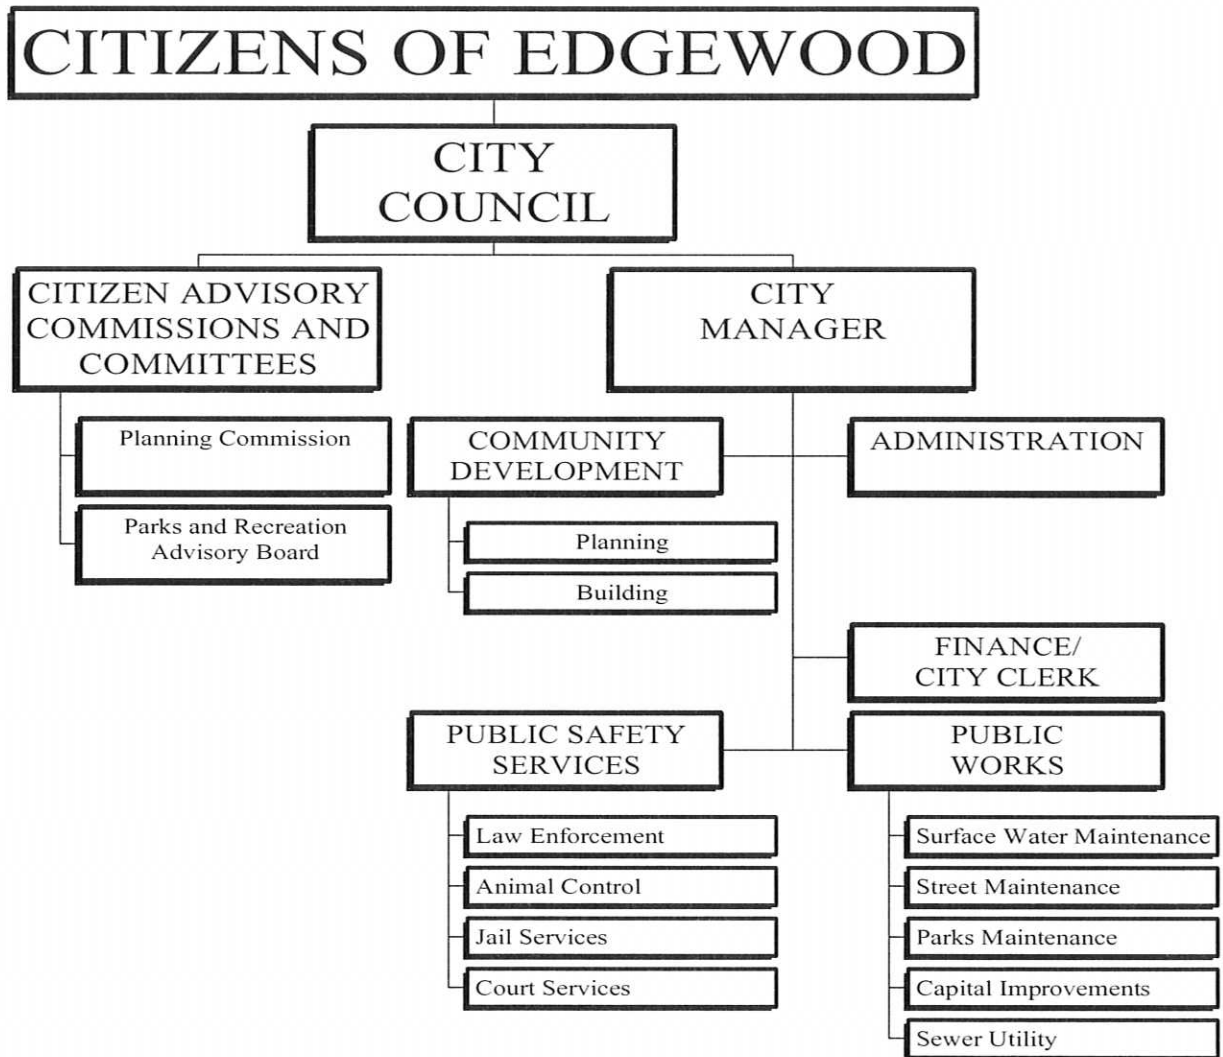 CITIZENS OF EDGEWOOD
CITY
COUNCIL
CITIZEN ADVISORY
COMMISSIONS AND
COMMITTEES
CITY
MANAGER
Planning Commission
Parks and Recreation
Advisory Board
COMMUNITY
DEVELOPMENT
Planning
Building
ADMINISTRATION
FINANCE/
CITY CLERK
PUBLIC SAFETY
SERVICES
Law Enforcement
Animal Control
Jail Services
Court Services
PUBLIC
WORKS
Surface Water Maintenance
Street Maintenance
Parks Maintenance
Capital Improvements
Sewer Utility